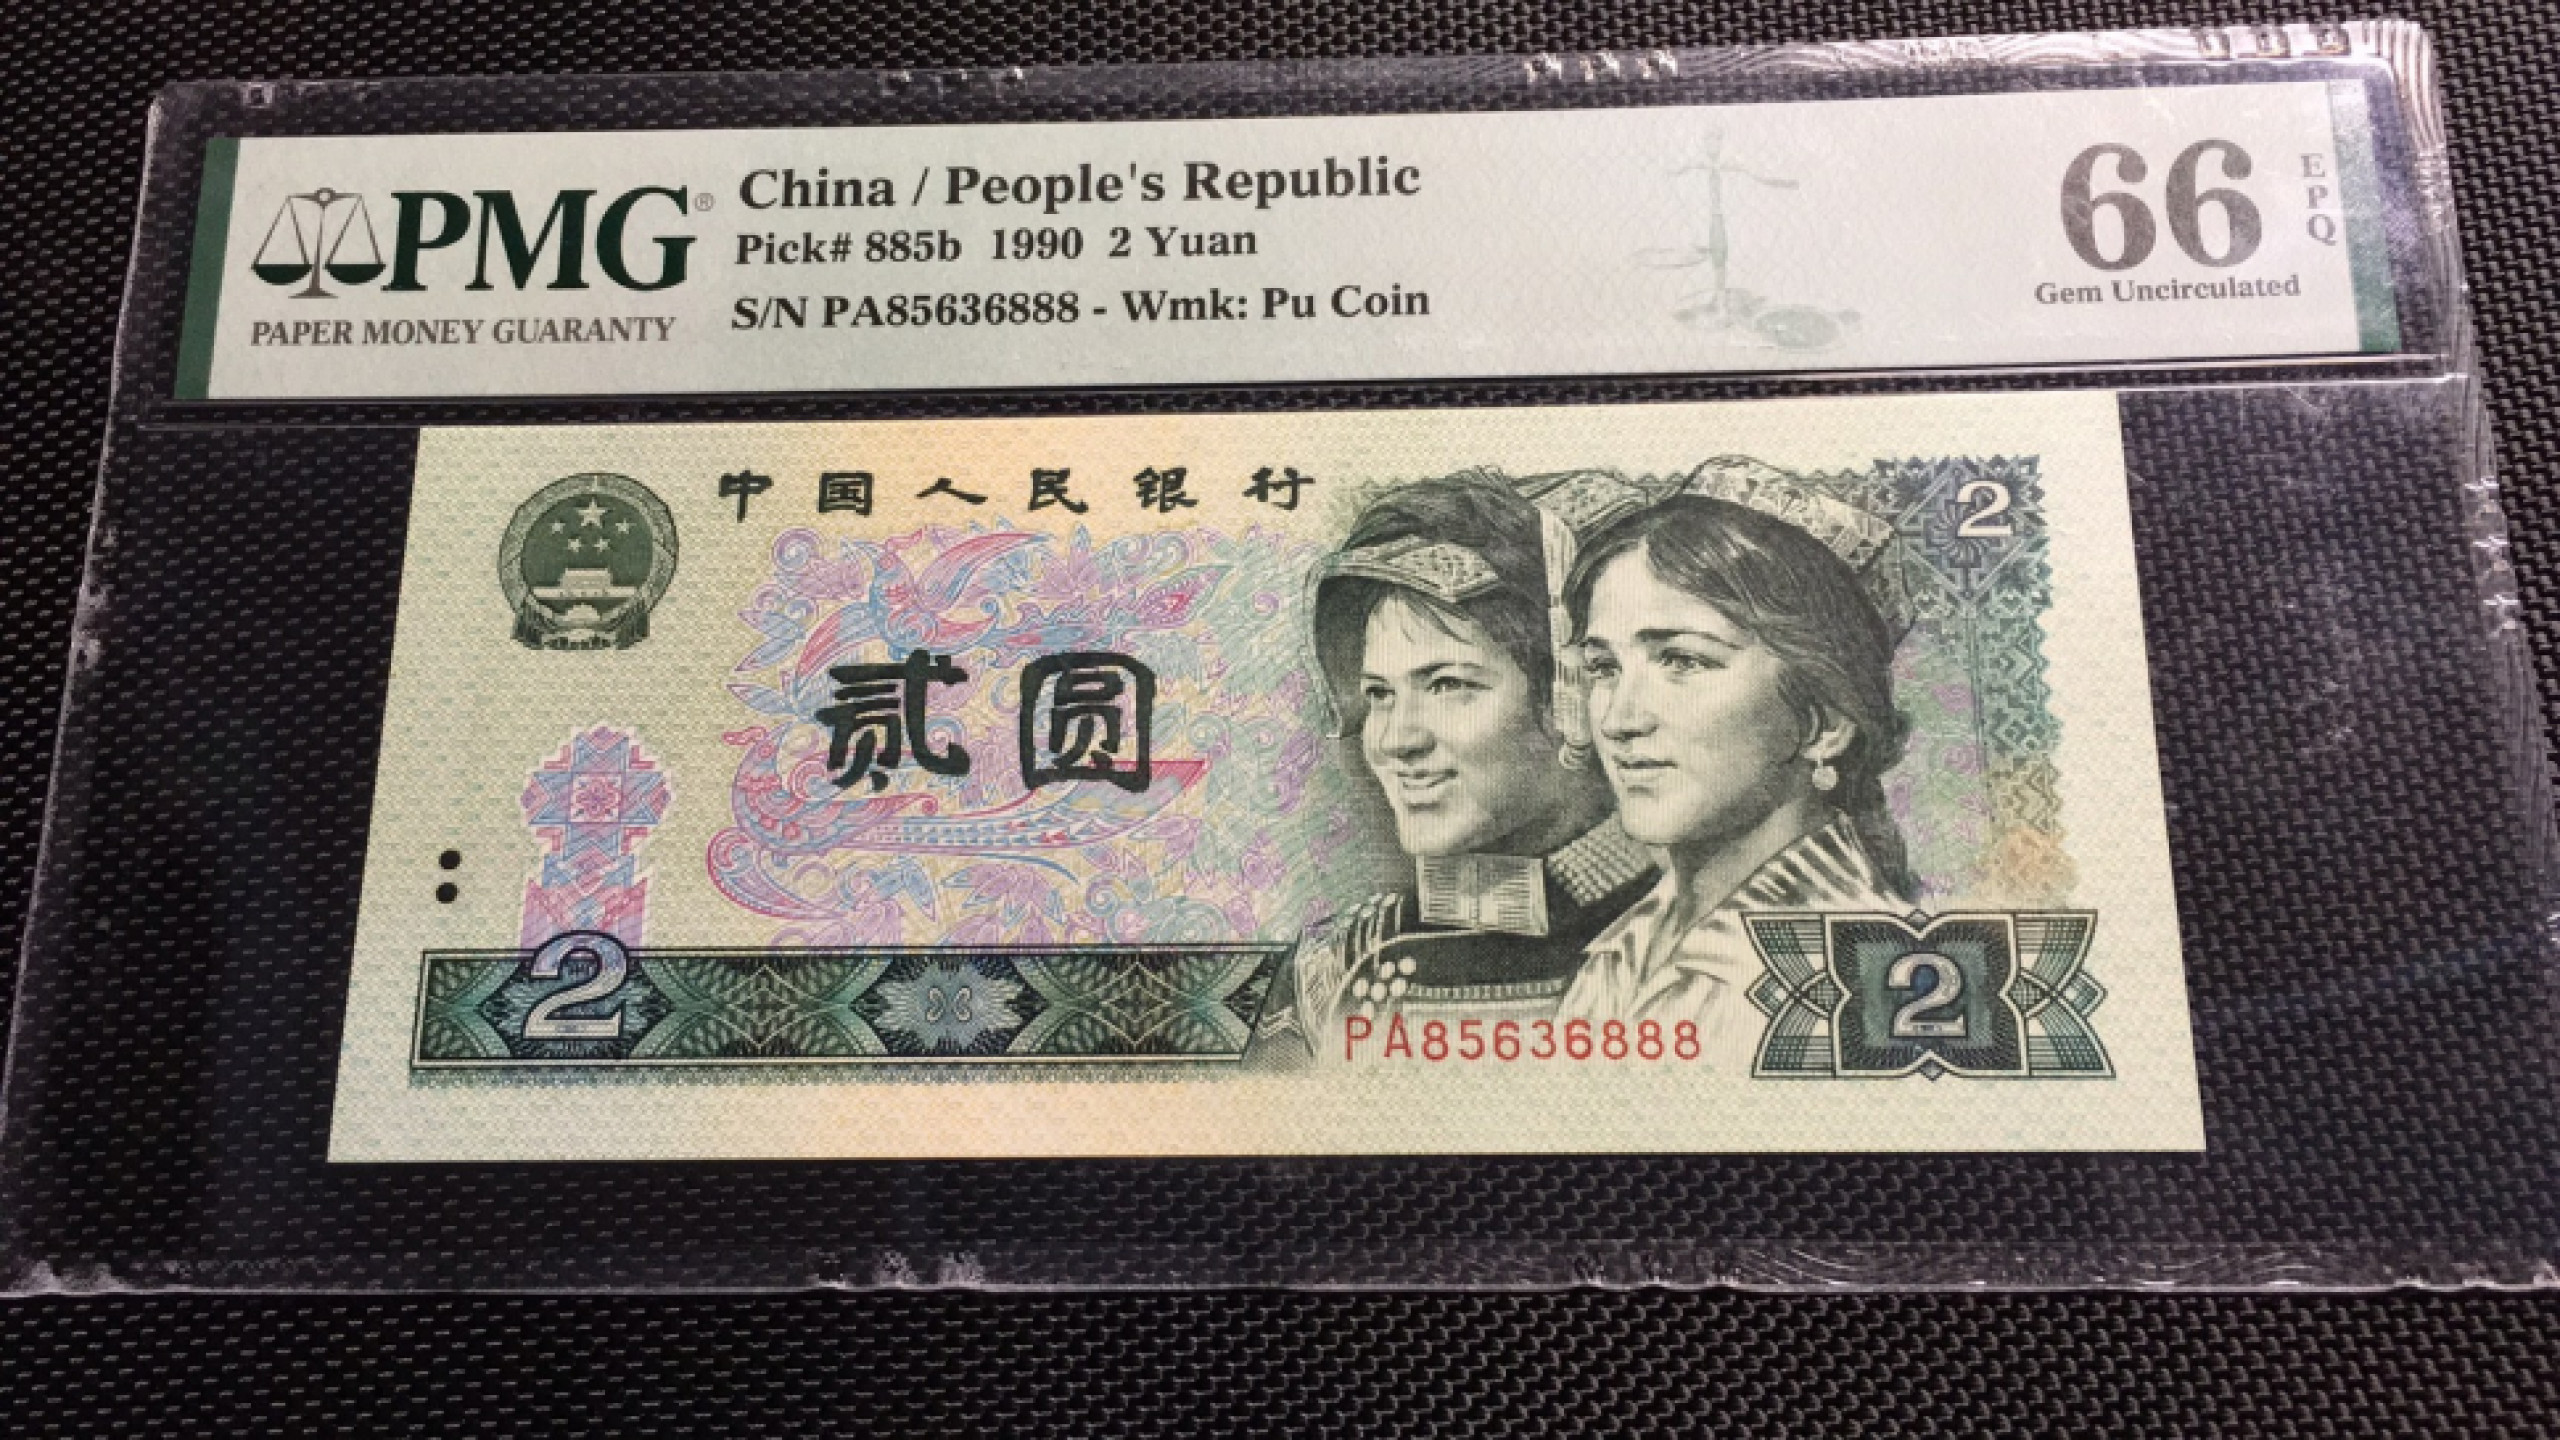 PMG®
PAPER MONEY GUARANTY
China / People's Republic
Pick# 885b 1990 2 Yuan
S/N PA85636888 - Wmk: Pu Coin
66
EPQ
Gem Uncirculated
中国人民银行
2
贰圆
2
PA85636888
2